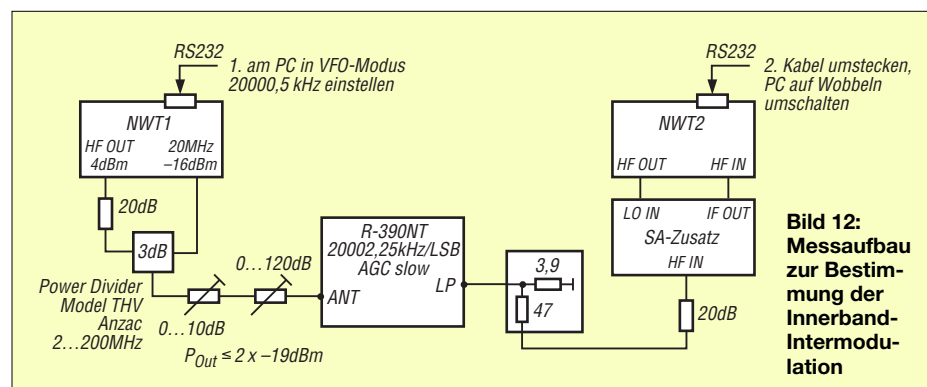 RS232
1. am PC in VFO-Modus
20000,5 kHz einstellen
NWT1
HF OUT
4dBm
20MHz
–16dBm
20dB
3dB
Power Divider
Model THV
Anzac
2…200MHz
0…10dB
0…120dB
P_Out ≤ 2 x –19dBm
R-390NT
20002,25kHz/LSB
AGC slow
ANT
LP
3,9
47
RS232
2. Kabel umstecken,
PC auf Wobbeln
umschalten
NWT2
HF OUT
HF IN
LO IN
IF OUT
SA-Zusatz
HF IN
20dB
Bild 12:
Messaufbau
zur Bestim-
mung der
Innerband-
Intermodu-
lation